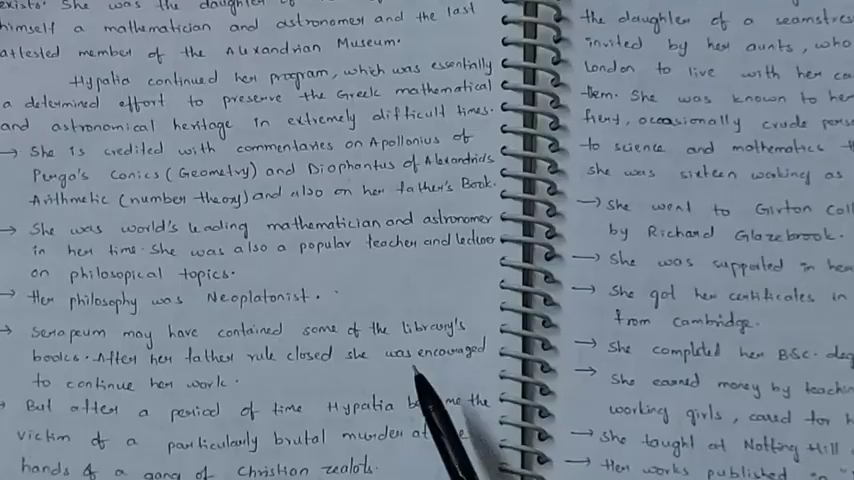 existo. She was the daughter of
himself a mathematician and astronomer and the last
attested member of the Alexandrian Museum.
Hypatia continued her program, which was essentially
a determined effort to preserve the Greek mathematical
and astronomical heritage in extremely difficult times.
→ She is credited with commentaries on Apollonius of
Perga's conics (Geometry) and Diophantus of Alexandria's
Arithmetic (number theory) and also on her father's Book.
→ She was world's leading mathematician and astronomer
in her time. She was also a popular teacher and lecturer
on philosopical topics.
→ Her philosophy was Neoplatonist.
→ Serapeum may have contained some of the library's
books. After her father rule closed she was encouraged
to continue her work.
But after a period of time Hypatia the
victim of a particularly brutal murder at
hands of a gang of Christian zealots.
the daughter of a
invited by her aunts, who
London to live with her
them. She was known to her
occasionally crude
to science and mathematics
she was sixteen working as
→ She went to Girton
by Richard Glazebrook.
→ She was supported in her
→ She got her certificates in
from Cambridge.
→ She completed her BSc.
→ She earned money by
working girls, cared for
→ She taught at Notting Hill
→ Her works published in